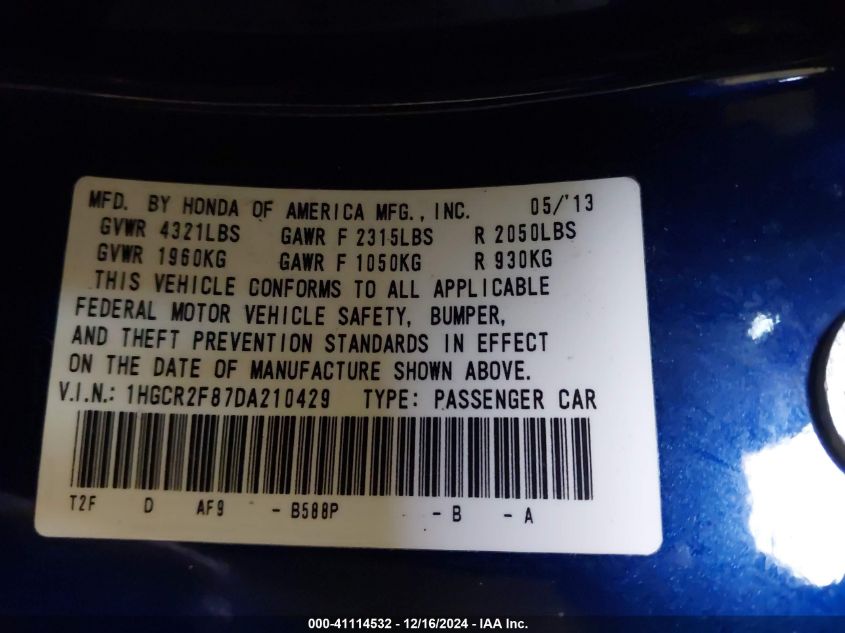 MFD. BY HONDA OF AMERICA MFG., INC. 05/'13
GVWR 4321LBS GAWR F 2315LBS R 2050LBS
GVWR 1960KG GAWR F 1050KG R 930KG
THIS VEHICLE CONFORMS TO ALL APPLICABLE
FEDERAL MOTOR VEHICLE SAFETY, BUMPER,
AND THEFT PREVENTION STANDARDS IN EFFECT
ON THE DATE OF MANUFACTURE SHOWN ABOVE.
V.I.N.: 1HGCR2F87DA210429 TYPE: PASSENGER CAR
T2F D AF9 - B588P - B - A
000-41114532 - 12/16/2024 - IAA Inc.